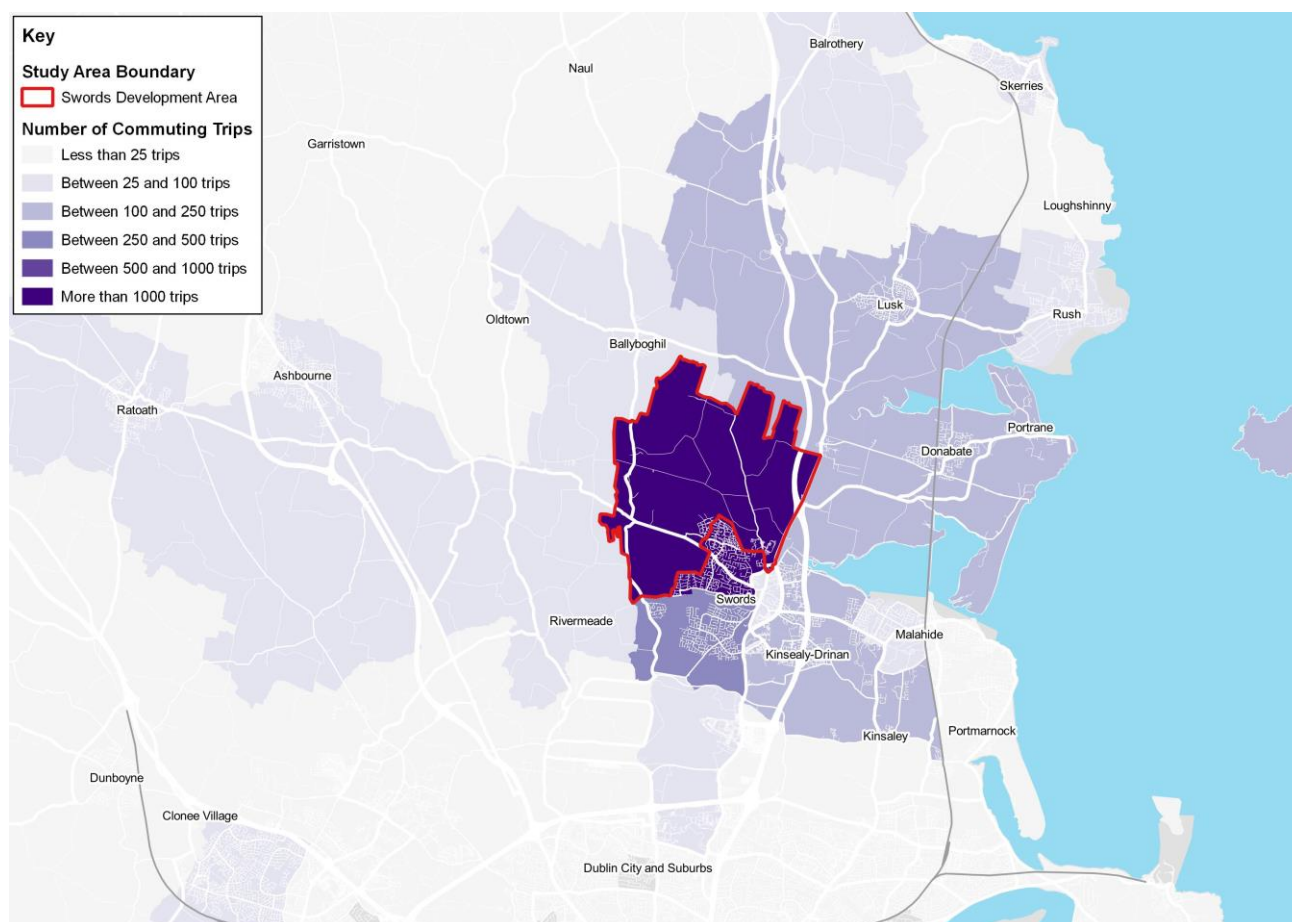 Key
Study Area Boundary
Swords Development Area
Number of Commuting Trips
Less than 25 trips
Between 25 and 100 trips
Between 100 and 250 trips
Between 250 and 500 trips
Between 500 and 1000 trips
More than 1000 trips
Balrothery
Naul
Skerries
Garristown
Loughshinny
Lusk
Rush
Oldtown
Ballyboghil
Ashbourne
Ratoath
Portrane
Donabate
Swords
Rivermeade
Malahide
Kinsealy-Drinan
Kinsaley
Portmarnock
Dunboyne
Clonee Village
Dublin City and Suburbs